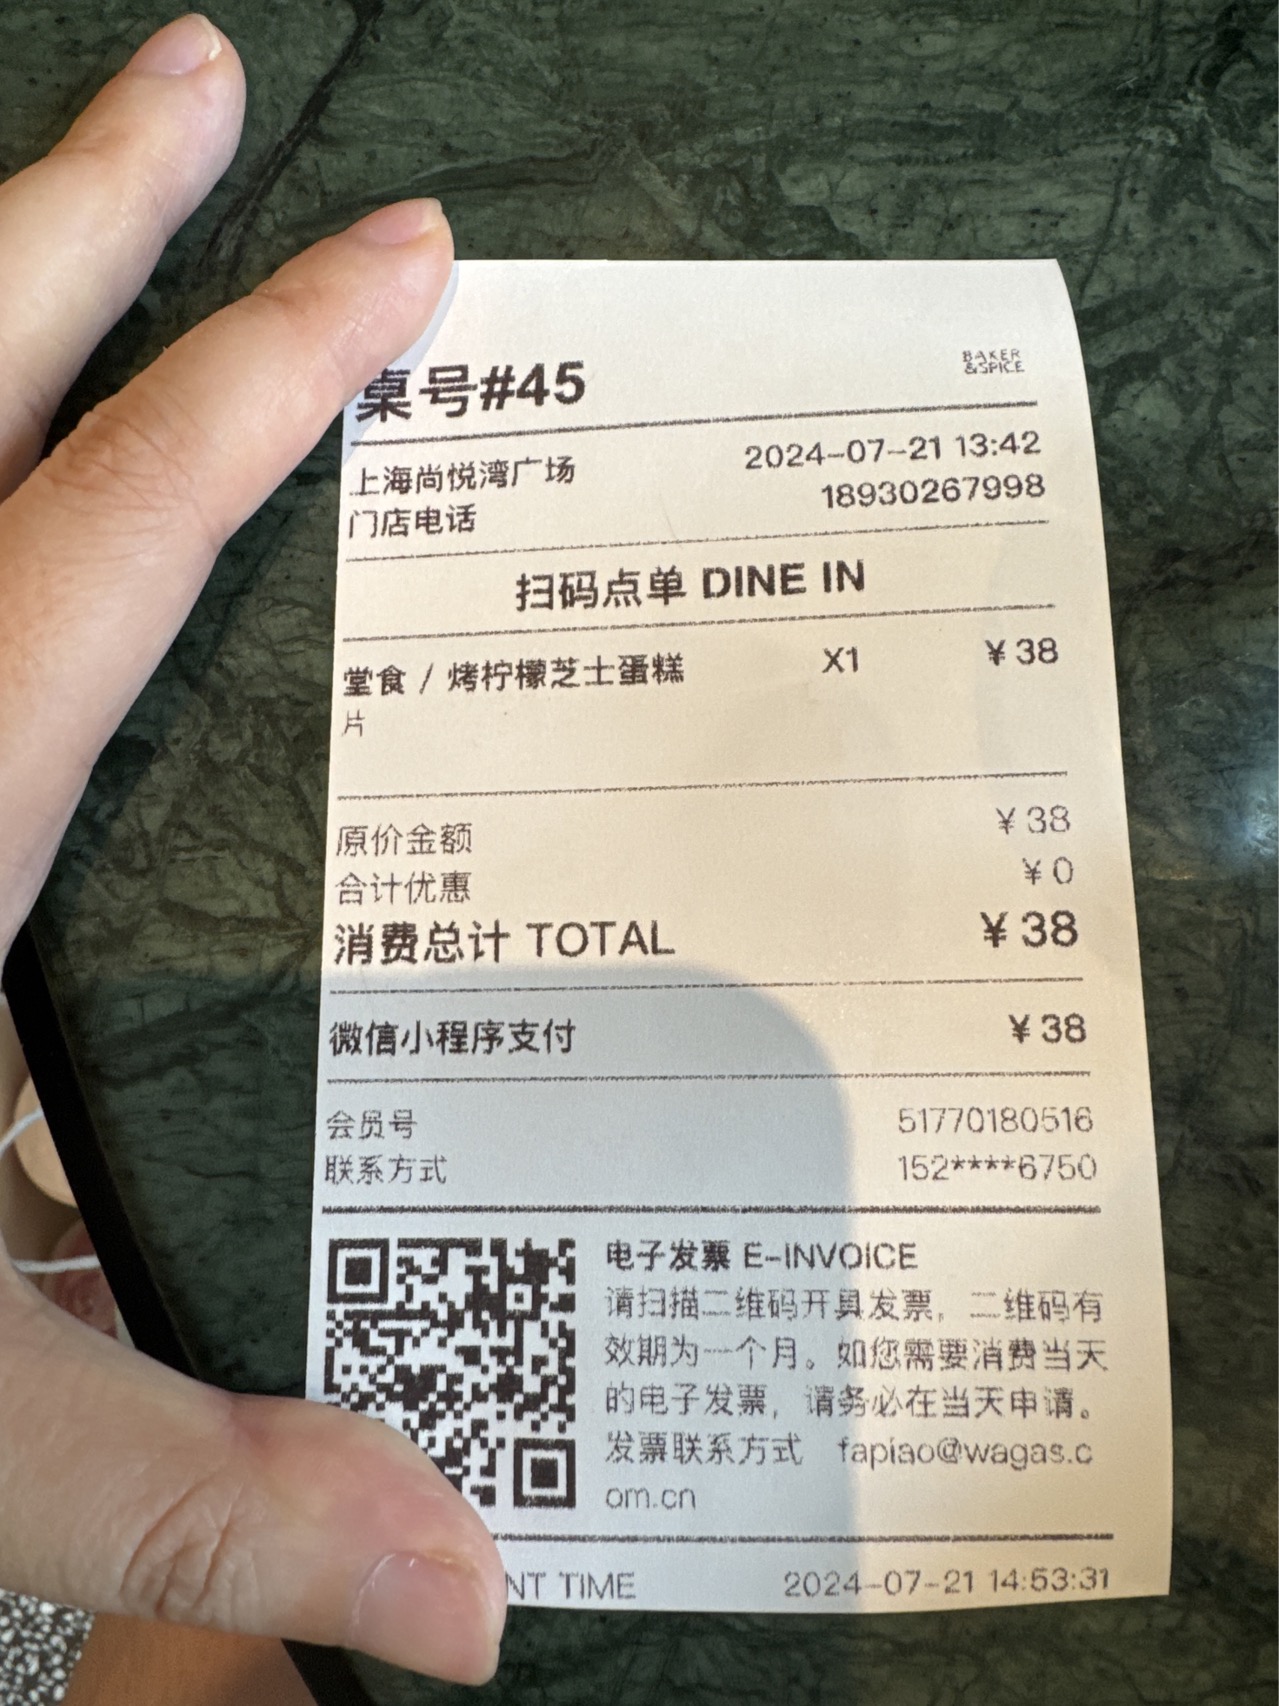 桌号#45
BAKER
&SPICE
上海尚悦湾广场 2024-07-21 13:42
门店电话 18930267998
扫码点单 DINE IN
堂食 / 烤柠檬芝士蛋糕 X1 ¥38
片
原价金额 ¥38
合计优惠 ¥0
消费总计 TOTAL ¥38
微信小程序支付 ¥38
会员号 51770180516
联系方式 152****6750
电子发票 E-INVOICE
请扫描二维码开具发票，二维码有
效期为一个月。如您需要消费当天
的电子发票，请务必在当天申请。
发票联系方式 fapiao@wagas.c
om.cn
NT TIME 2024-07-21 14:53:31